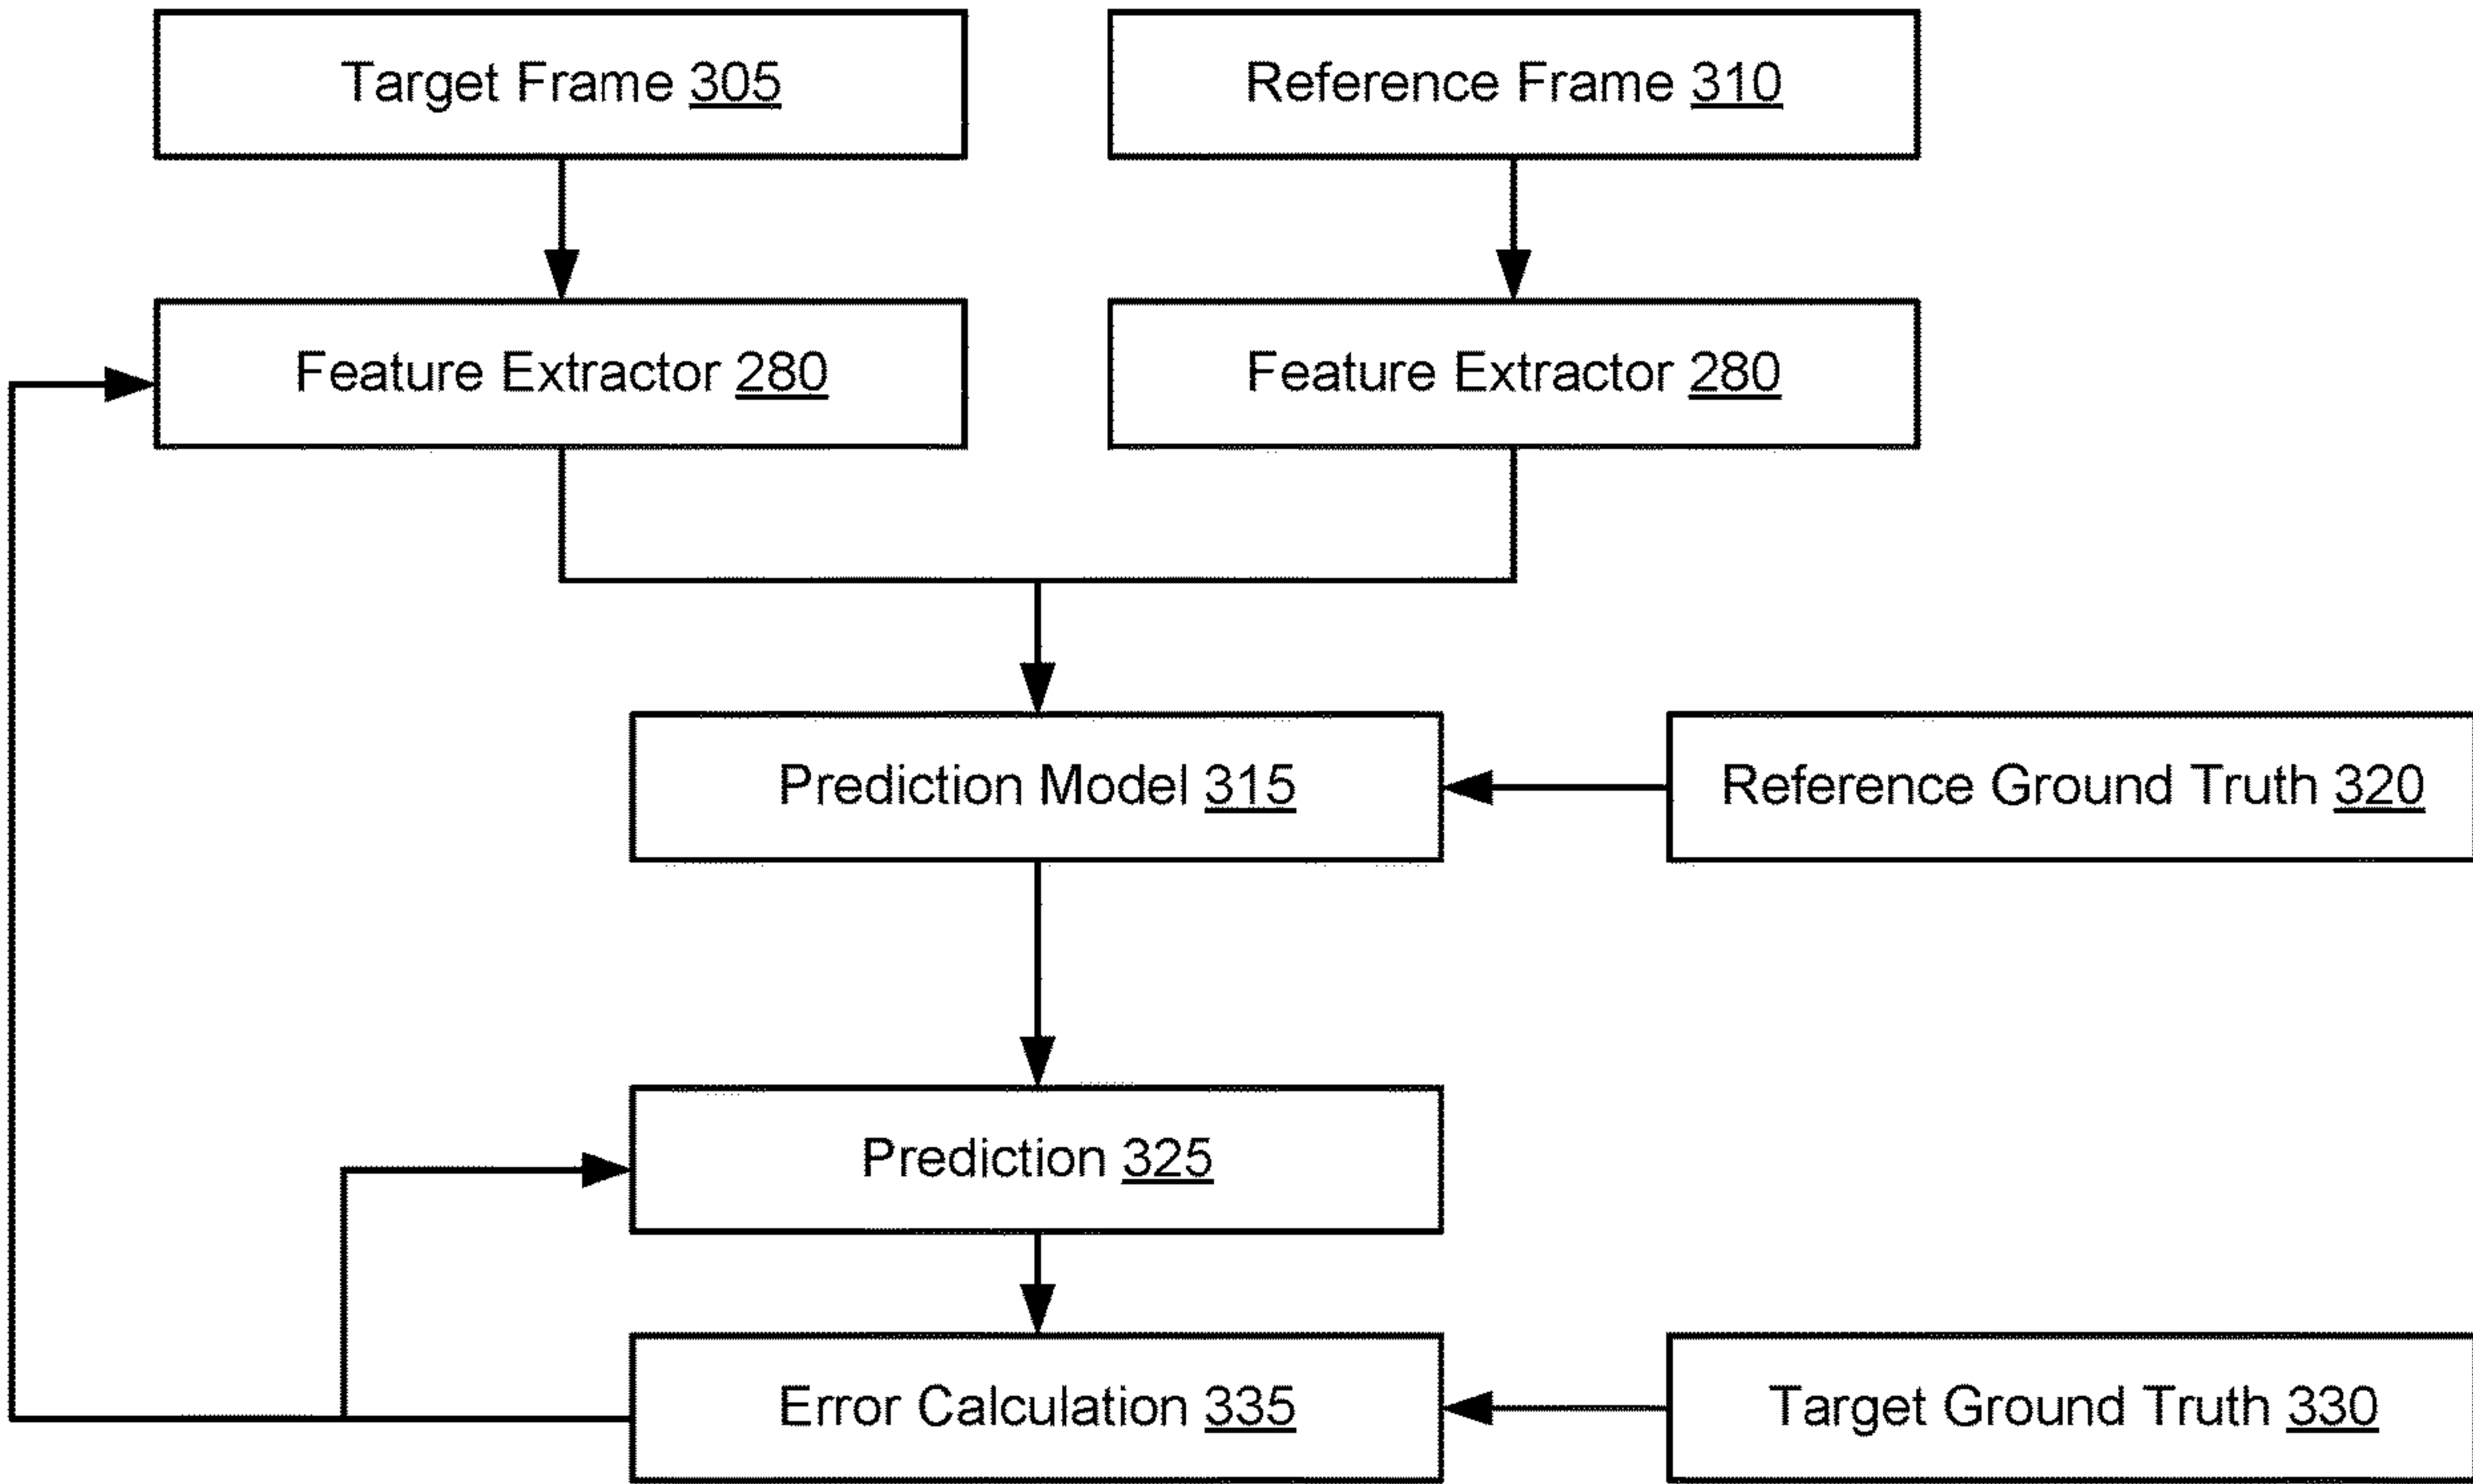 Target Frame 305
Reference Frame 310
Feature Extractor 280
Feature Extractor 280
Prediction Model 315
Reference Ground Truth 320
Prediction 325
Error Calculation 335
Target Ground Truth 330